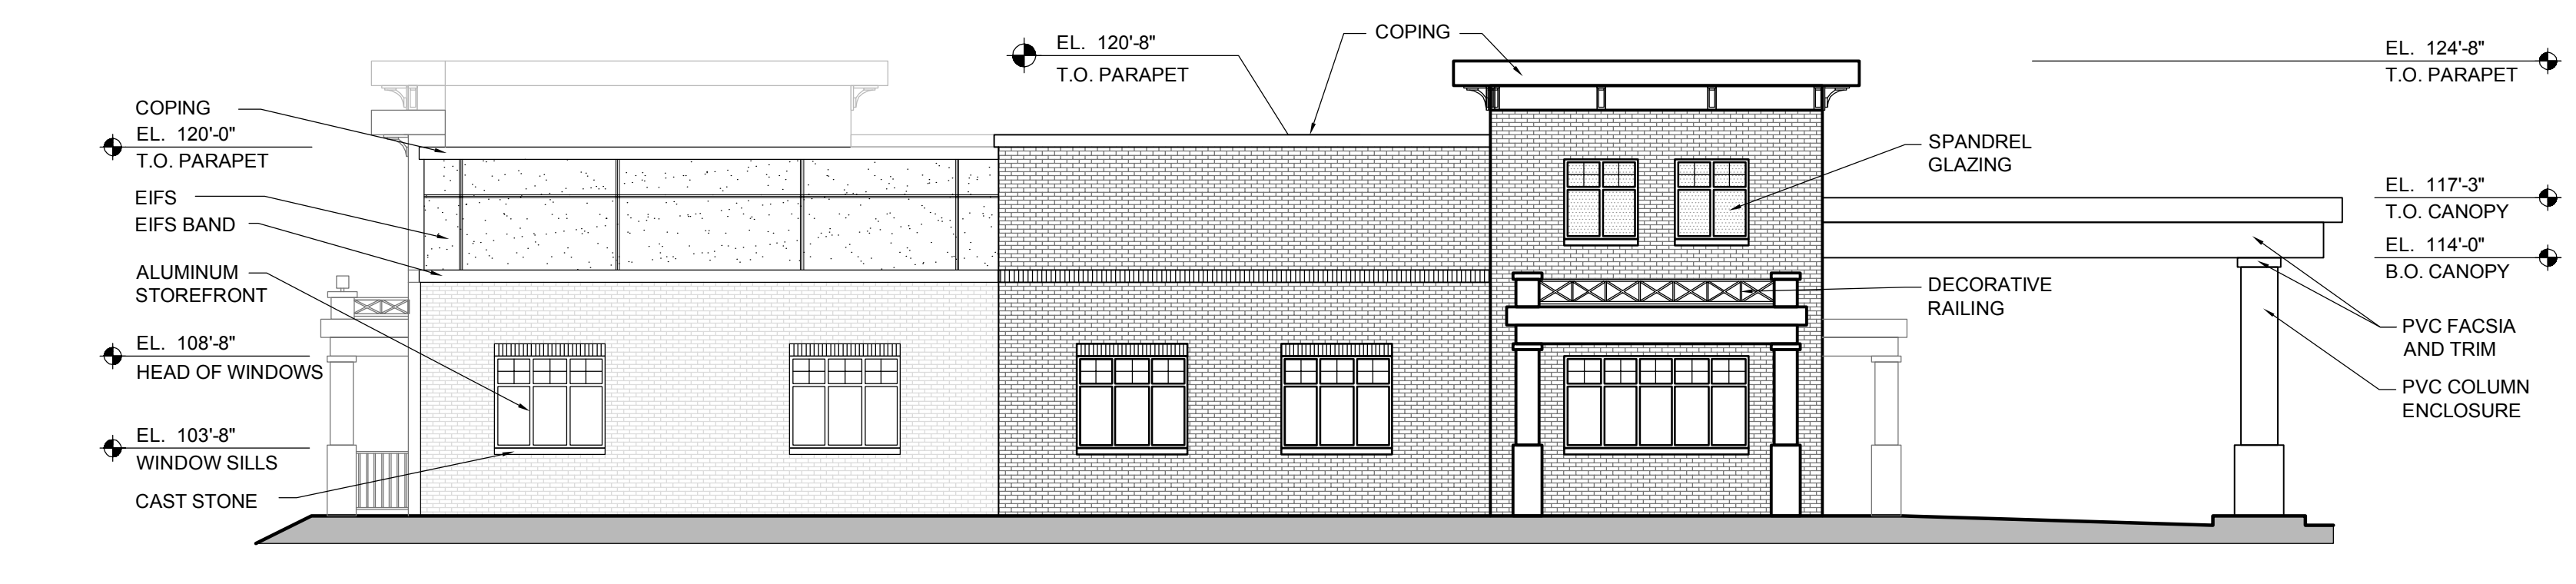 COPING
EL. 120'-0"
T.O. PARAPET
EIFS
EIFS BAND
ALUMINUM
STOREFRONT
EL. 108'-8"
HEAD OF WINDOWS
EL. 103'-8"
WINDOW SILLS
CAST STONE
EL. 120'-8"
T.O. PARAPET
COPING
SPANDREL
GLAZING
DECORATIVE
RAILING
EL. 124'-8"
T.O. PARAPET
EL. 117'-3"
T.O. CANOPY
EL. 114'-0"
B.O. CANOPY
PVC FACSIA
AND TRIM
PVC COLUMN
ENCLOSURE